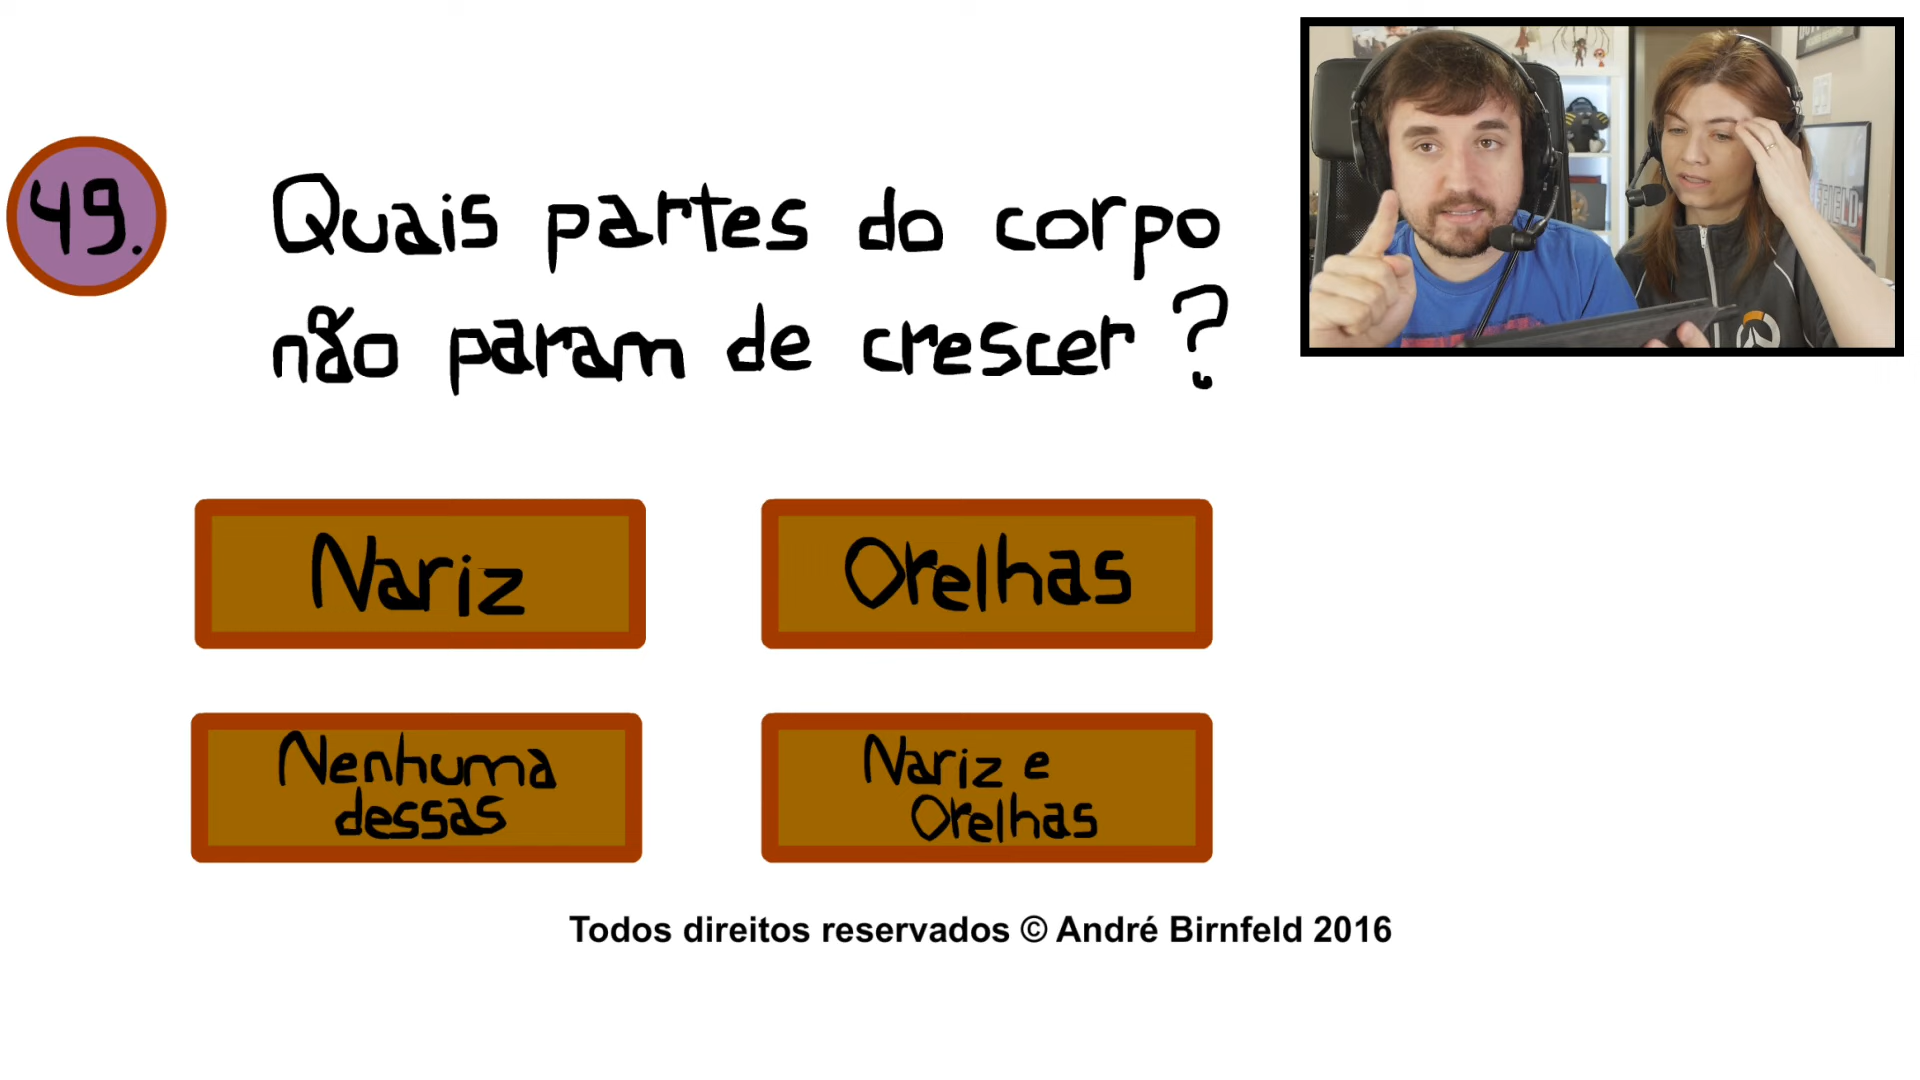 49.
Quais partes do corpo
não param de crescer?
Nariz
Orelhas
Nenhuma
dessas
Nariz e
Orelhas
Todos direitos reservados © André Birnfeld 2016